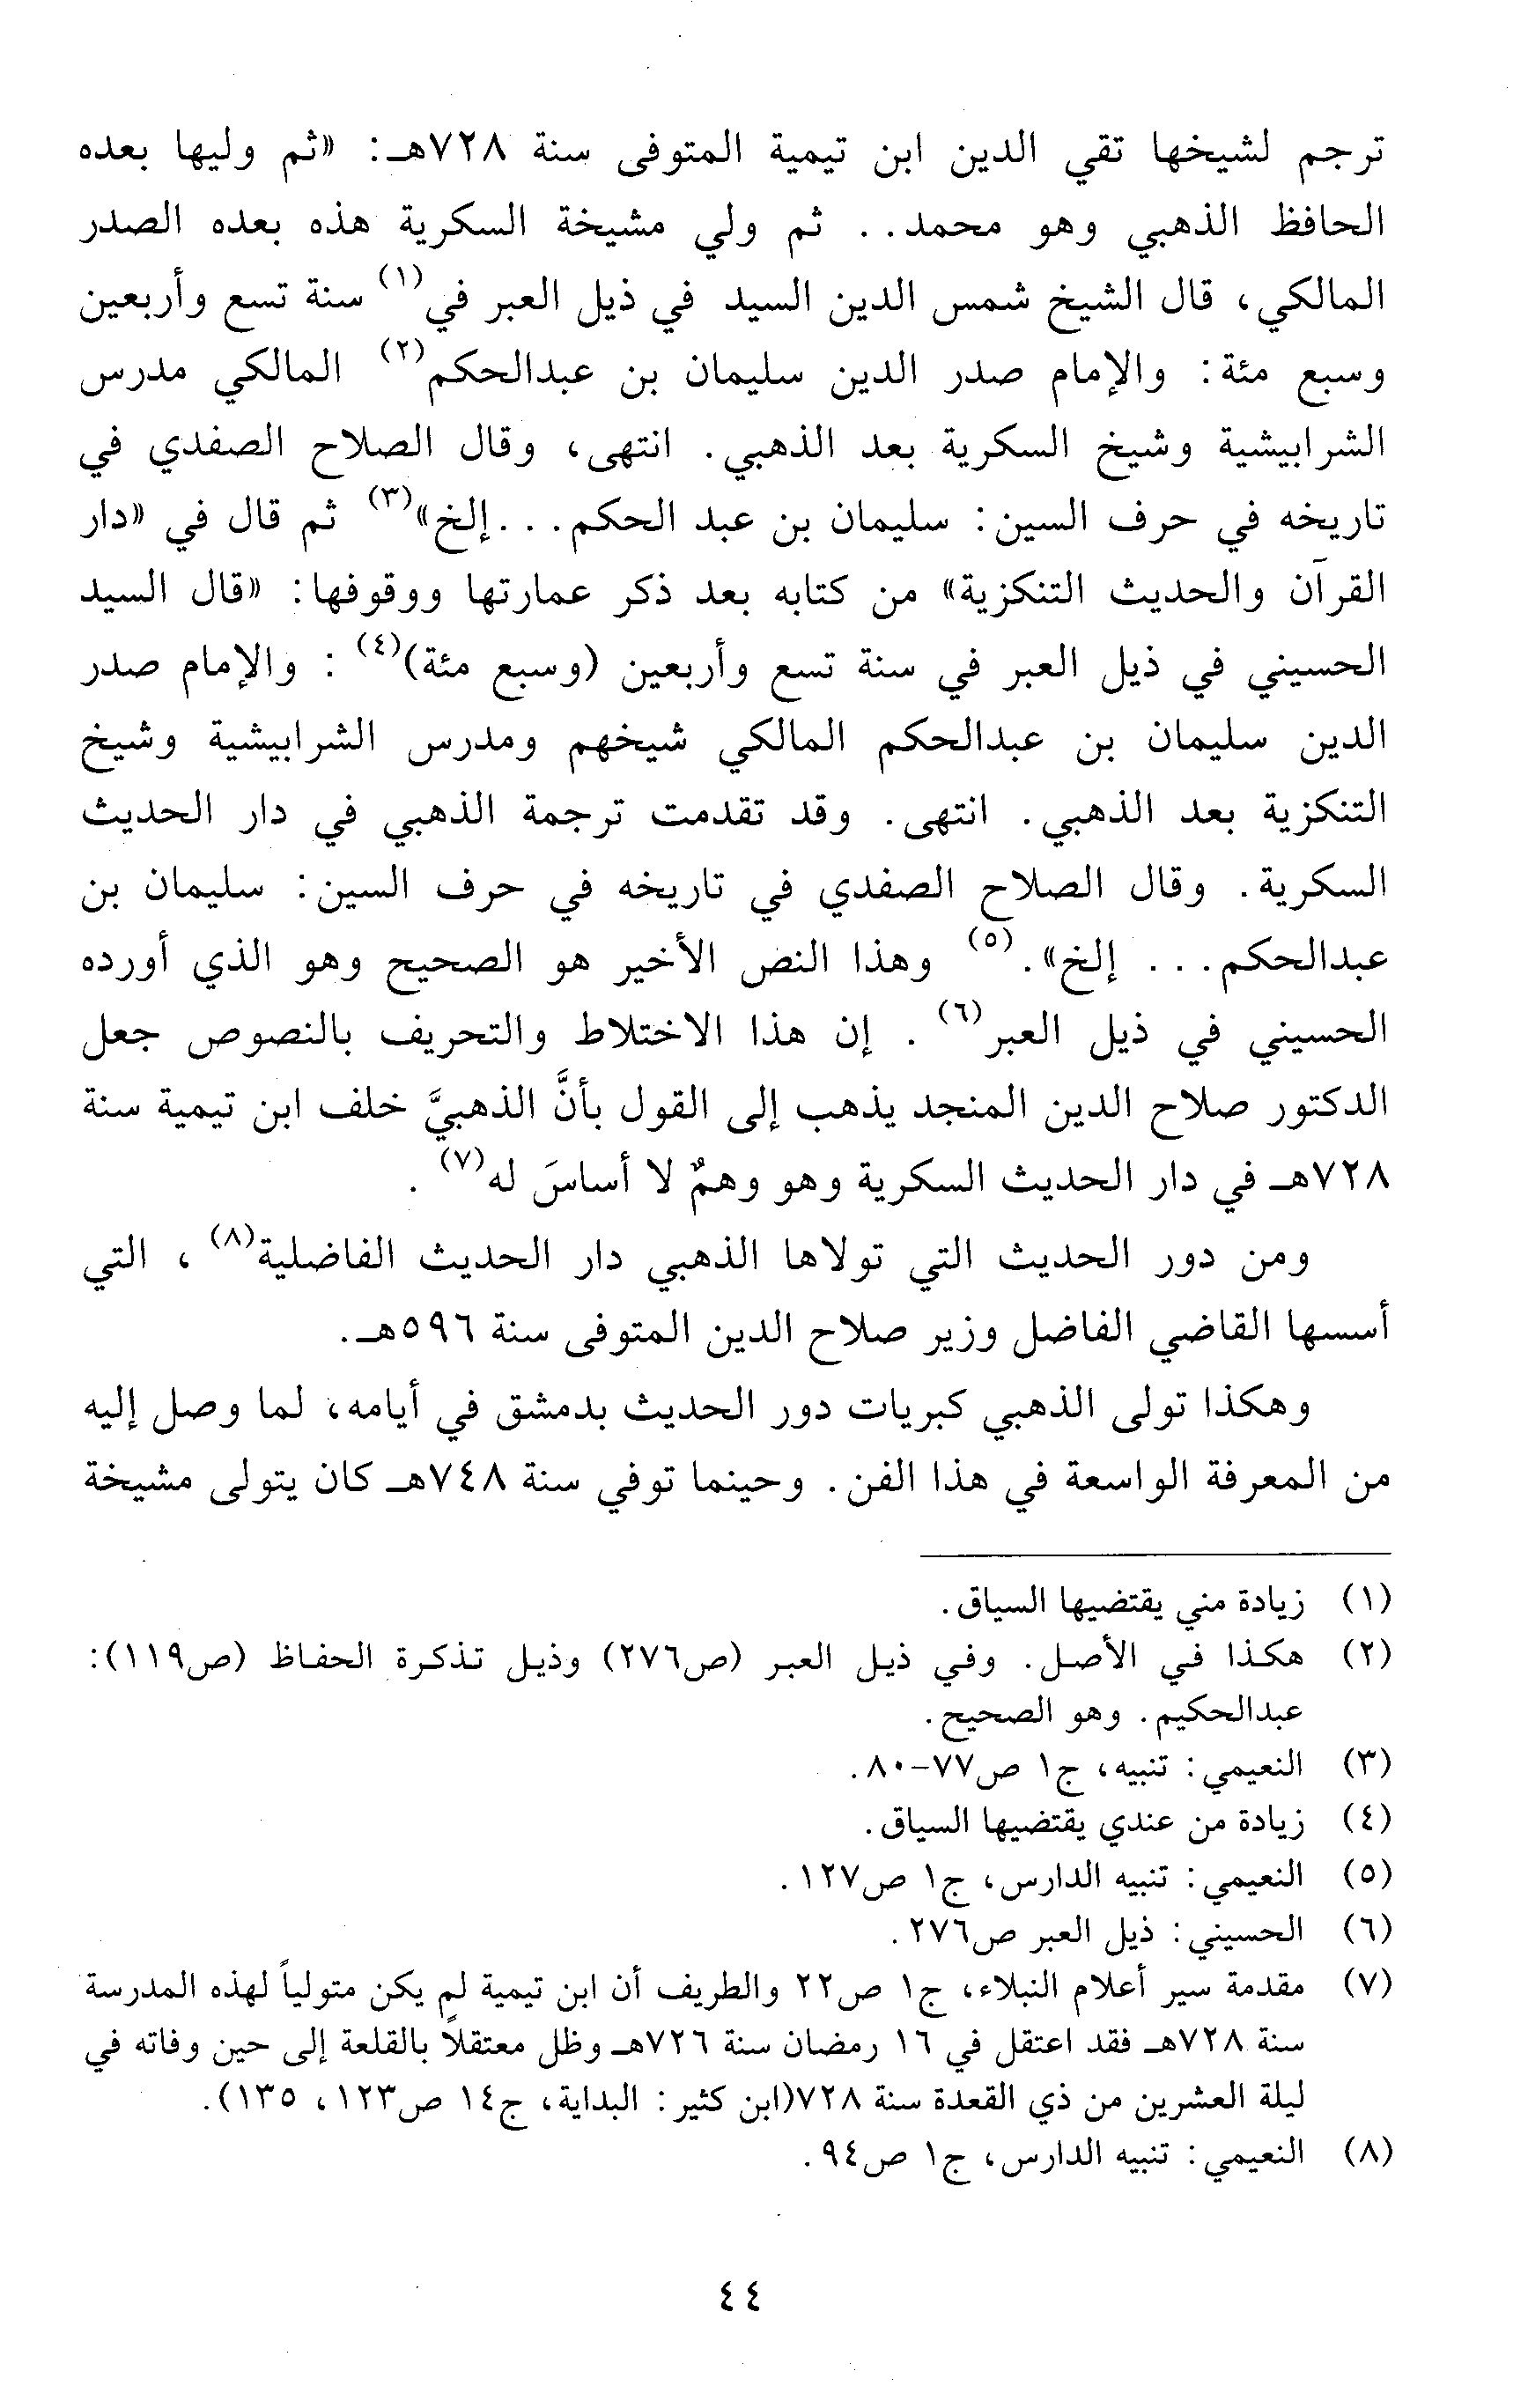 ترجم لشيخها تقي الدين ابن تيمية المتوفى سنة ٧٢٨هـ: «ثم وليها بعده
الحافظ الذهبي وهو محمد.. ثم ولي مشيخة السكرية هذه بعده الصدر
المالكي، قال الشيخ شمس الدين السيد في ذيل العبر في(١) سنة تسع وأربعين
وسبع مئة: والإمام صدر الدين سليمان بن عبدالحكم(٢) المالكي مدرس
الشرابيشية وشيخ السكرية بعد الذهبي. انتهى، وقال الصلاح الصفدي في
تاريخه في حرف السين: سليمان بن عبد الحكم...إلخ»(٣) ثم قال في «دار
القرآن والحديث التنكزية» من كتابه بعد ذكر عمارتها ووقوفها: «قال السيد
الحسيني في ذيل العبر في سنة تسع وأربعين (وسبع مئة)(٤): والإمام صدر
الدين سليمان بن عبدالحكم المالكي شيخهم ومدرس الشرابيشية وشيخ
التنكزية بعد الذهبي. انتهى. وقد تقدمت ترجمة الذهبي في دار الحديث
السكرية. وقال الصلاح الصفدي في تاريخه في حرف السين: سليمان بن
عبدالحكم... إلخ».(٥) وهذا النص الأخير هو الصحيح وهو الذي أورده
الحسيني في ذيل العبر(٦). إن هذا الاختلاط والتحريف بالنصوص جعل
الدكتور صلاح الدين المنجد يذهب إلى القول بأنَّ الذهبيَّ خلف ابن تيمية سنة
٧٢٨هـ في دار الحديث السكرية وهو وهمٌ لا أساسَ له(٧).
ومن دور الحديث التي تولاها الذهبي دار الحديث الفاضلية(٨)، التي
أسسها القاضي الفاضل وزير صلاح الدين المتوفى سنة ٥٩٦هـ.
وهكذا تولى الذهبي كبريات دور الحديث بدمشق في أيامه، لما وصل إليه
من المعرفة الواسعة في هذا الفن. وحينما توفي سنة ٧٤٨هـ كان يتولى مشيخة
(١) زيادة مني يقتضيها السياق.
(٢) هكذا في الأصل. وفي ذيل العبر (ص٢٧٦) وذيل تذكرة الحفاظ (ص١١٩):
عبدالحكيم. وهو الصحيح.
(٣) النعيمي: تنبيه، ج١ ص٧٧-٨٠.
(٤) زيادة من عندي يقتضيها السياق.
(٥) النعيمي: تنبيه الدارس، ج١ ص١٢٧.
(٦) الحسيني: ذيل العبر ص٢٧٦.
(٧) مقدمة سير أعلام النبلاء، ج١ ص٢٢ والطريف أن ابن تيمية لم يكن متولياً لهذه المدرسة
سنة ٧٢٨هـ فقد اعتقل في ١٦ رمضان سنة ٧٢٦هـ وظل معتقلاً بالقلعة إلى حين وفاته في
ليلة العشرين من ذي القعدة سنة ٧٢٨(ابن كثير: البداية، ج١٤ ص١٢٣، ١٣٥).
(٨) النعيمي: تنبيه الدارس، ج١ ص٩٤.
٤٤